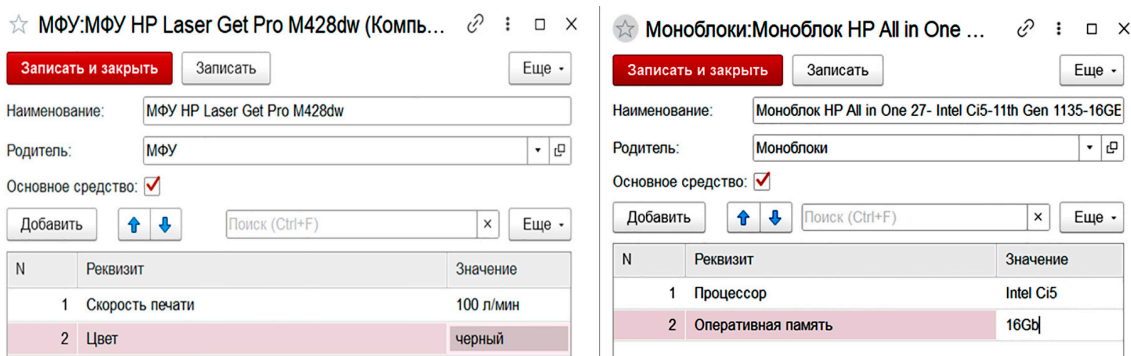 МФУ:МФУ HP Laser Get Pro M428dw (Компь...
Записать и закрыть
Записать
Еще
Наименование:
МФУ HP Laser Get Pro M428dw
Родитель:
МФУ
Основное средство:
Добавить
Поиск (Ctrl+F)
Еще
N Реквизит Значение
1 Скорость печати 100 л/мин
2 Цвет черный
Моноблоки:Моноблок HP All in One ...
Записать и закрыть
Записать
Еще
Наименование:
Моноблок HP All in One 27- Intel Ci5-11th Gen 1135-16GE
Родитель:
Моноблоки
Основное средство:
Добавить
Поиск (Ctrl+F)
Еще
N Реквизит Значение
1 Процессор Intel Ci5
2 Оперативная память 16Gb